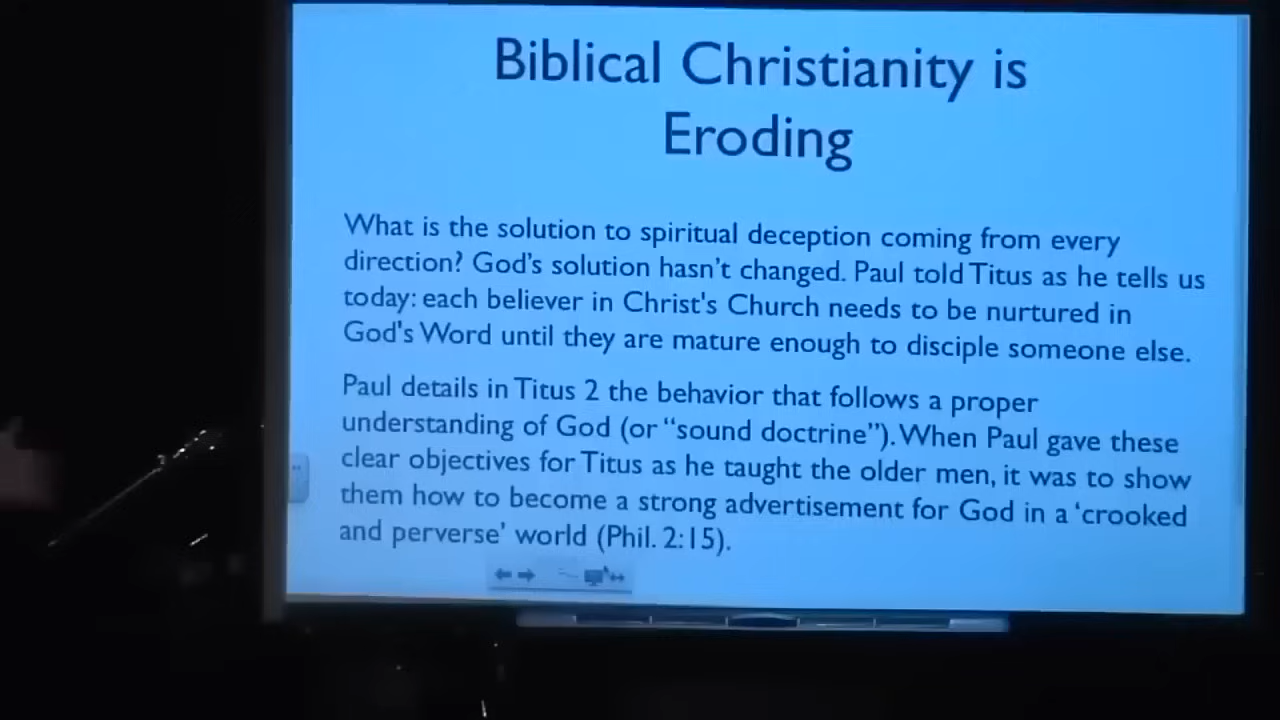 Biblical Christianity is
Eroding
What is the solution to spiritual deception coming from every
direction? God's solution hasn't changed. Paul told Titus as he tells us
today: each believer in Christ's Church needs to be nurtured in
God's Word until they are mature enough to disciple someone else.
Paul details in Titus 2 the behavior that follows a proper
understanding of God (or “sound doctrine”). When Paul gave these
clear objectives for Titus as he taught the older men, it was to show
them how to become a strong advertisement for God in a ‘crooked
and perverse’ world (Phil. 2:15).